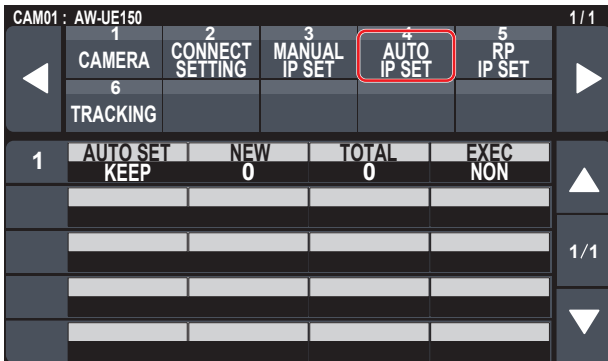 CAM01 : AW-UE150 1 / 1
1 2 3 4 5
CAMERA CONNECT SETTING MANUAL IP SET AUTO IP SET RP IP SET
6
TRACKING
1 AUTO SET NEW TOTAL EXEC
KEEP 0 0 NON
1/1